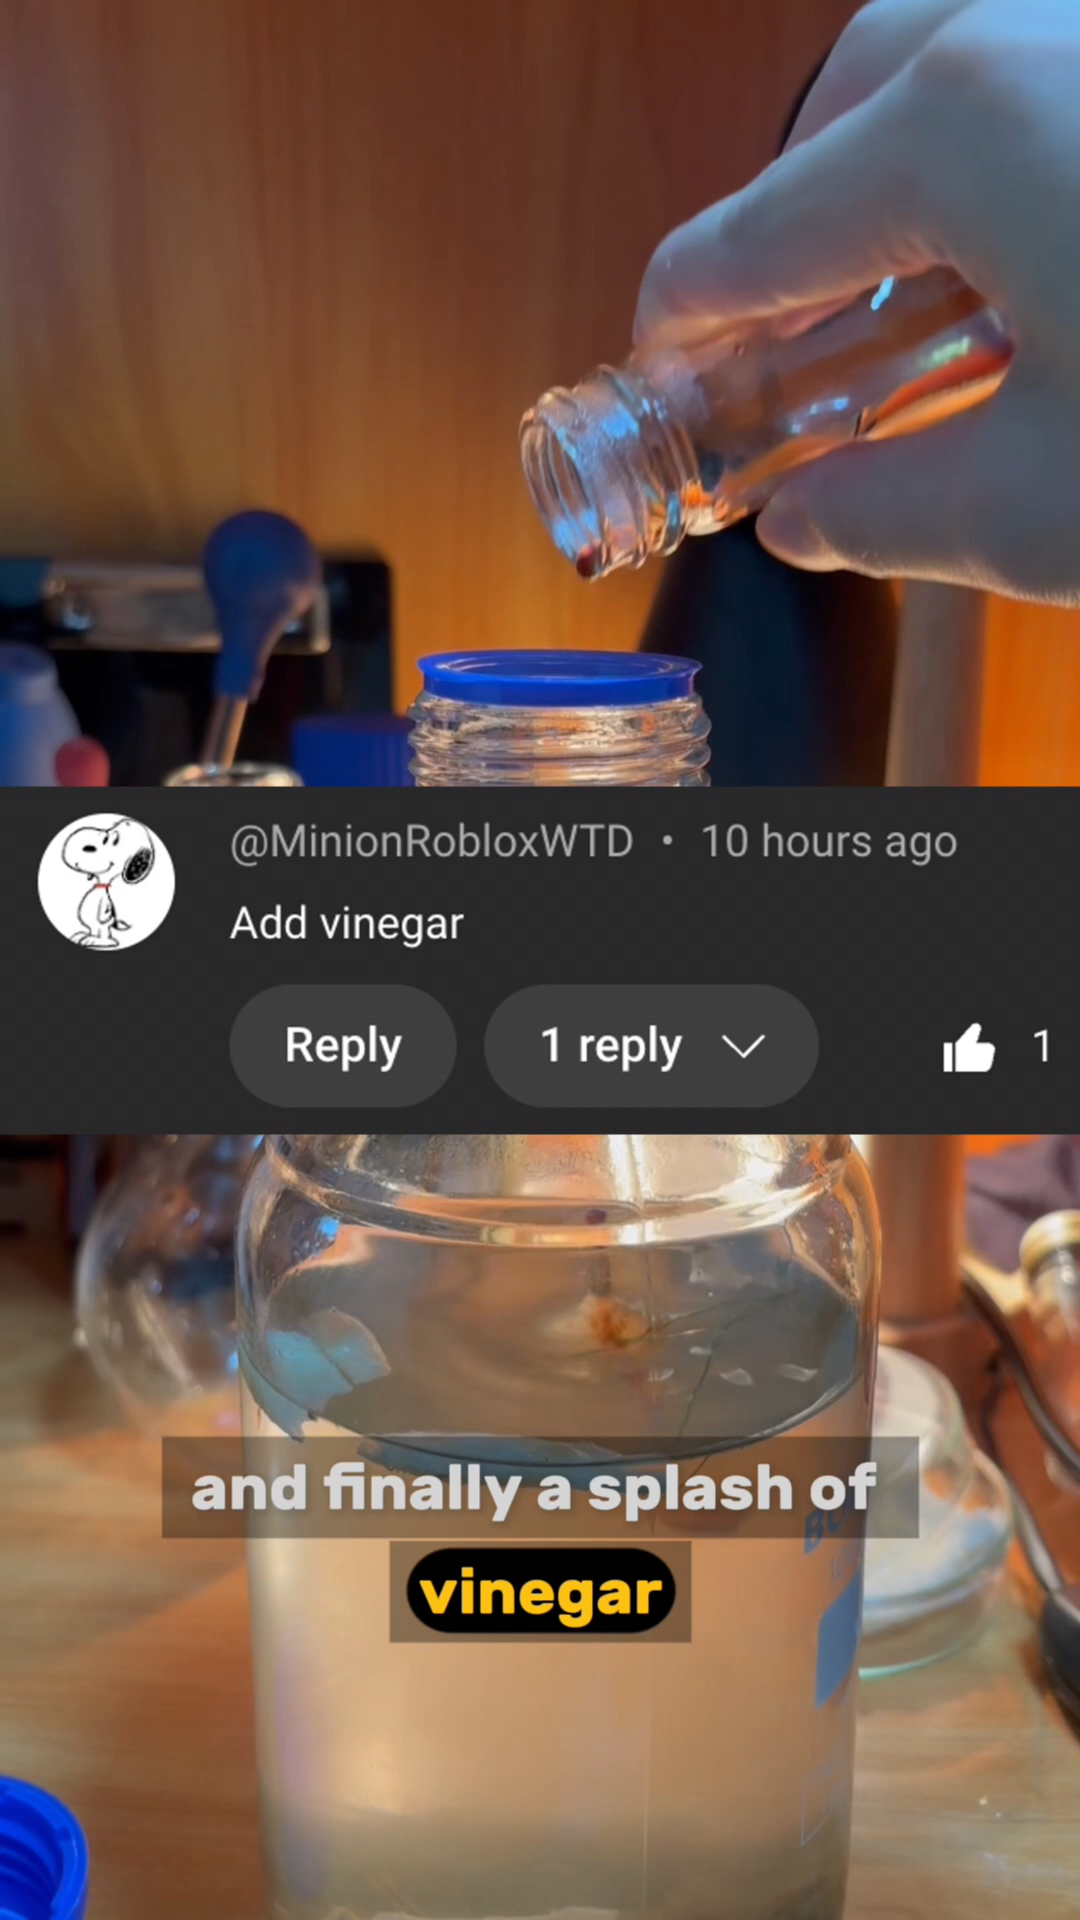 @MinionRobloxWTD • 10 hours ago
Add vinegar
Reply
1 reply
1
and finally a splash of
vinegar